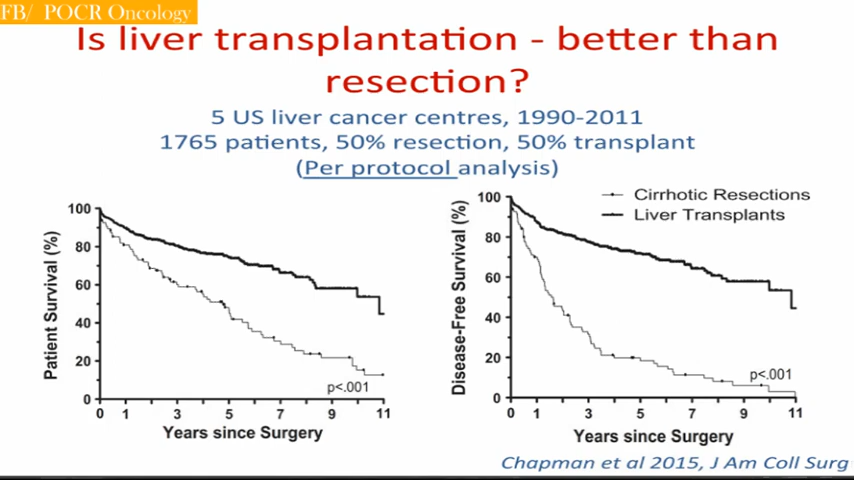 FB/ POCR Oncology
Is liver transplantation - better than
resection?
5 US liver cancer centres, 1990-2011
1765 patients, 50% resection, 50% transplant
(Per protocol analysis)
Patient Survival (%)
100
80
60
40
20
0
0 1 3 5 7 9 11
p<.001
Years since Surgery
Disease-Free Survival (%)
100
80
60
40
20
0
0 1 3 5 7 9 11
Cirrhotic Resections
Liver Transplants
p<.001
Years since Surgery
Chapman et al 2015, J Am Coll Surg